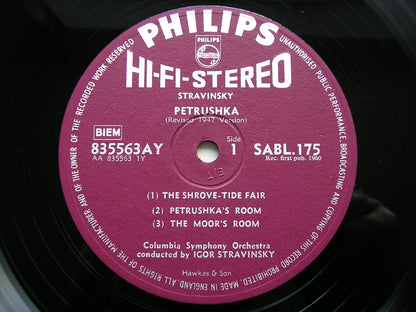 PHILIPS
PHILIPS
HI-FI-STEREO
STRAVINSKY
PETRUSHKA
(Revised 1947 Version)
BIEM
835563AY
AA 835563 1Y
Side
1
SABL.175
Rec. first pub. 1960
(1) THE SHROVE-TIDE FAIR
(2) PETRUSHKA'S ROOM
(3) THE MOOR'S ROOM
Columbia Symphony Orchestra
conducted by IGOR STRAVINSKY
Hawkes & Son
MADE IN ENGLAND. ALL RIGHTS OF THE MANUFACTURER AND OF THE OWNER OF THE RECORDED WORK RESERVED
UNAUTHORISED PUBLIC PERFORMANCE, BROADCASTING AND COPYING OF THIS RECORD PROHIBITED.